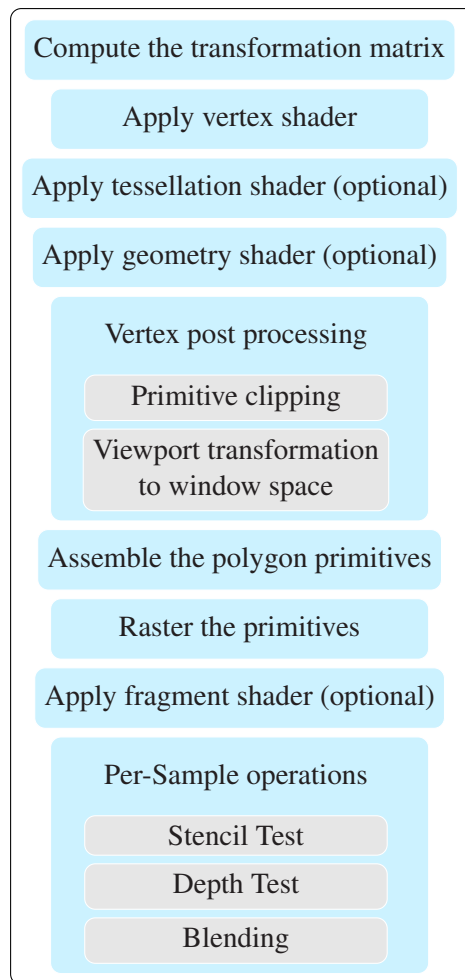 Compute the transformation matrix
Apply vertex shader
Apply tessellation shader (optional)
Apply geometry shader (optional)
Vertex post processing
Primitive clipping
Viewport transformation
to window space
Assemble the polygon primitives
Raster the primitives
Apply fragment shader (optional)
Per-Sample operations
Stencil Test
Depth Test
Blending